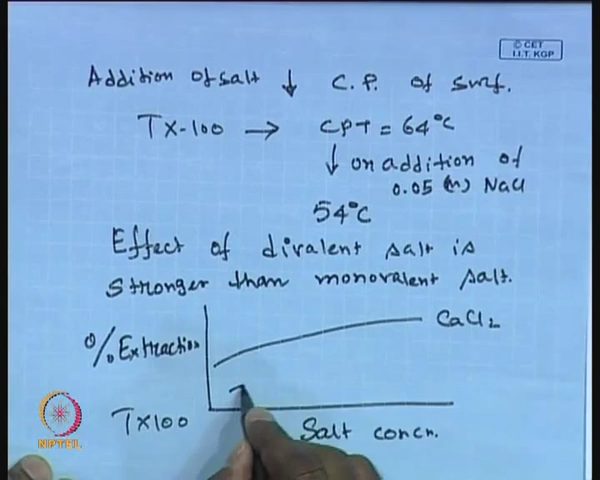 © CET
I.I.T. KGP
Addition of salt ↓ C.P. of surf.
TX-100 → CPT = 64°C
↓ on addition of
0.05 (M) NaCl
54°C
Effect of divalent salt is
stronger than monovalent salt.
CaCl2
% Extraction
TX100
Salt concn.
NPTEL